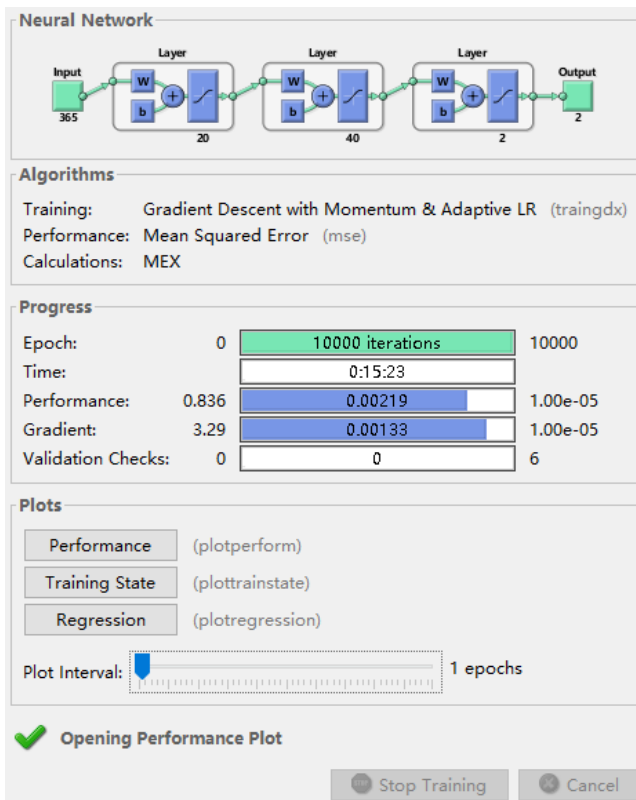 Neural Network
Layer Layer Layer
Input Output
W W W
+ + +
b b b
365 20 40 2 2
Algorithms
Training: Gradient Descent with Momentum & Adaptive LR (traingdx)
Performance: Mean Squared Error (mse)
Calculations: MEX
Progress
Epoch: 0 10000 iterations 10000
Time: 0:15:23
Performance: 0.836 0.00219 1.00e-05
Gradient: 3.29 0.00133 1.00e-05
Validation Checks: 0 0 6
Plots
Performance (plotperform)
Training State (plottrainstate)
Regression (plotregression)
Plot Interval: 1 epochs
Opening Performance Plot
Stop Training Cancel